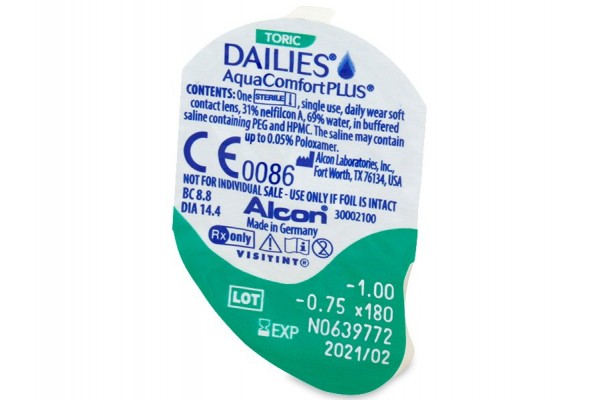 TORIC
DAILIES®
AquaComfort PLUS®
CONTENTS: One STERILE, single use, daily wear soft
contact lens, 31% nelfilcon A, 69% water, in buffered
saline containing PEG and HPMC. The saline may contain
up to 0.05% Poloxamer.
CE 0086
Alcon Laboratories, Inc.,
Fort Worth, TX 76134, USA
NOT FOR INDIVIDUAL SALE - USE ONLY IF FOIL IS INTACT
BC 8.8
DIA 14.4
Alcon® 30002100
Made in Germany
Rx only
VISITINT®
-1.00
-0.75 x180
LOT N0639772
EXP 2021/02